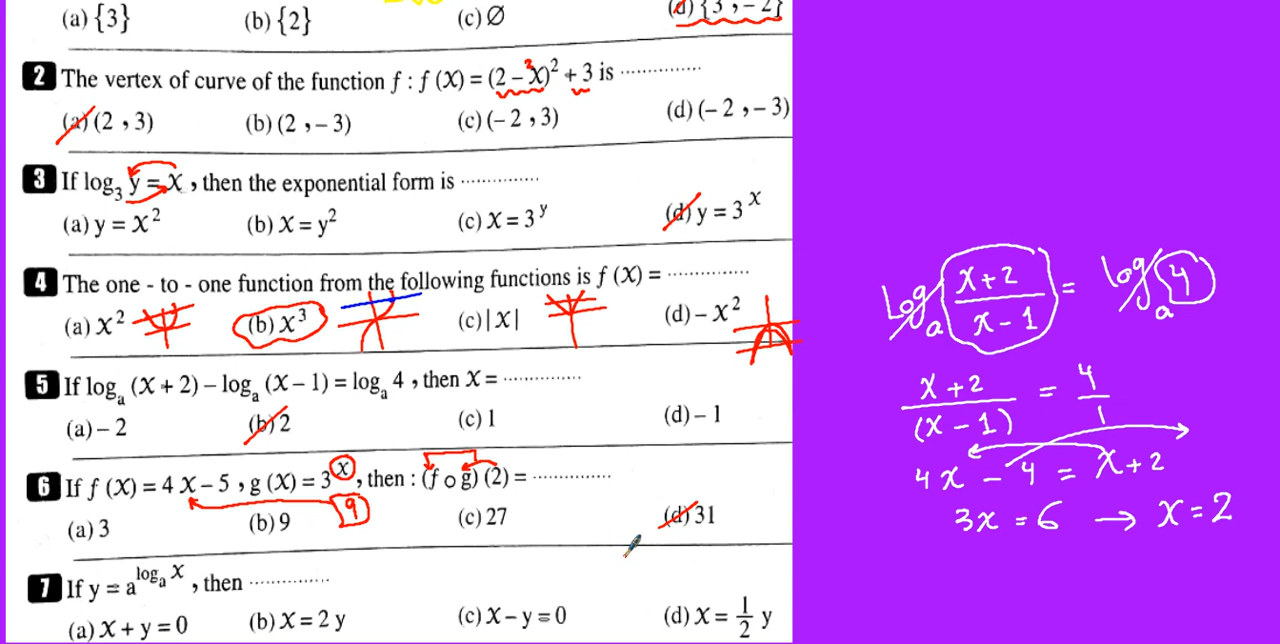 (a) {3} (b) {2} (c) Ø (d) {3 , – 2}
2 The vertex of curve of the function f : f (X) = (2 – X)² + 3 is ..............
(a) (2 , 3) (b) (2 , – 3) (c) (– 2 , 3) (d) (– 2 , – 3)
3 If log₃ y = X , then the exponential form is ..............
(a) y = X² (b) X = y² (c) X = 3^y (d) y = 3^X
4 The one - to - one function from the following functions is f (X) = ..............
(a) X² (b) X³ (c) |X| (d) – X²
5 If logₐ (X + 2) – logₐ (X – 1) = logₐ 4 , then X = ..............
(a) – 2 (b) 2 (c) 1 (d) – 1
6 If f (X) = 4 X – 5 , g (X) = 3^X , then : (f o g) (2) = ..............
9
(a) 3 (b) 9 (c) 27 (d) 31
7 If y = a^(logₐ X) , then ..............
(a) X + y = 0 (b) X = 2 y (c) X – y = 0 (d) X = 1/2 y
logₐ (x+2)/(x-1) = logₐ 4
(x+2)/(x-1) = 4/1
4x - 4 = x+2
3x = 6 → x = 2